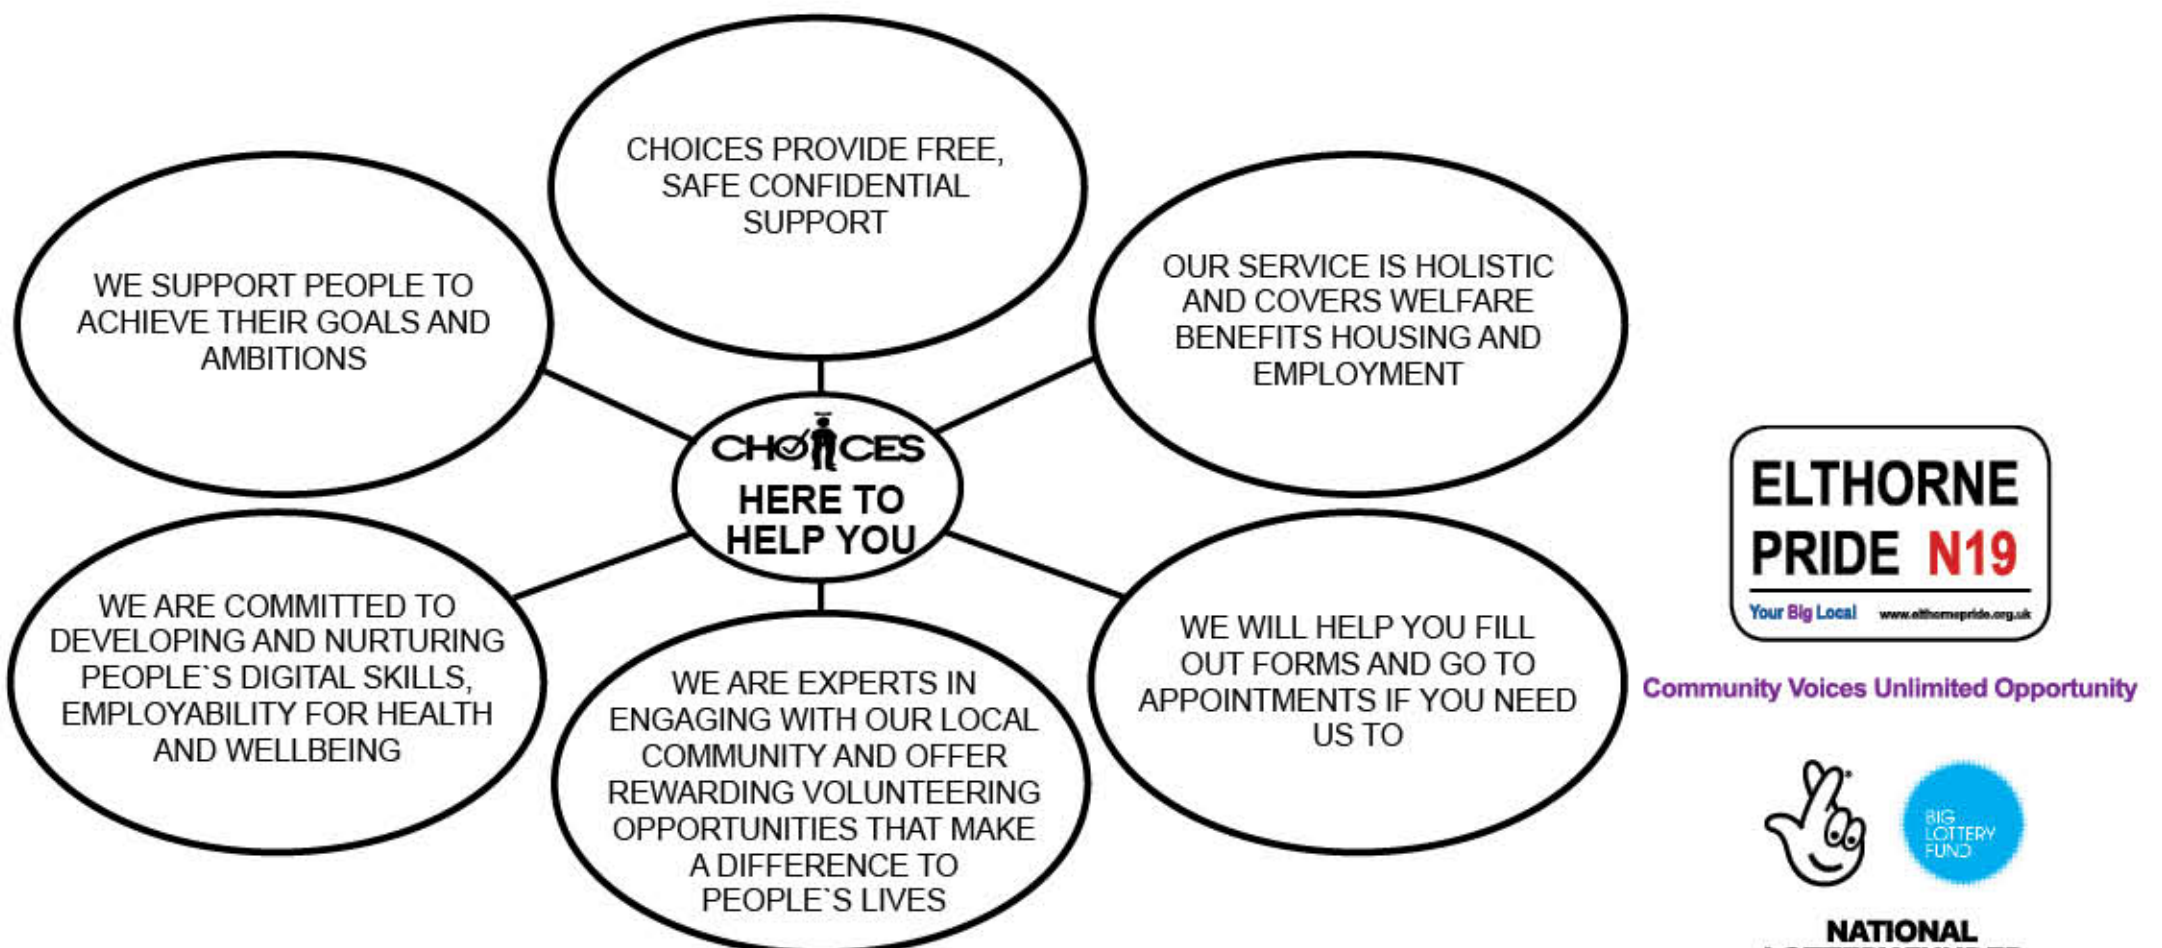 CHOICES PROVIDE FREE,
SAFE CONFIDENTIAL
SUPPORT
WE SUPPORT PEOPLE TO
ACHIEVE THEIR GOALS AND
AMBITIONS
OUR SERVICE IS HOLISTIC
AND COVERS WELFARE
BENEFITS HOUSING AND
EMPLOYMENT
CHOICES
HERE TO
HELP YOU
WE ARE COMMITTED TO
DEVELOPING AND NURTURING
PEOPLE`S DIGITAL SKILLS,
EMPLOYABILITY FOR HEALTH
AND WELLBEING
WE ARE EXPERTS IN
ENGAGING WITH OUR LOCAL
COMMUNITY AND OFFER
REWARDING VOLUNTEERING
OPPORTUNITIES THAT MAKE
A DIFFERENCE TO
PEOPLE`S LIVES
WE WILL HELP YOU FILL
OUT FORMS AND GO TO
APPOINTMENTS IF YOU NEED
US TO
ELTHORNE
PRIDE N19
Your Big Local www.elthornepride.org.uk
Community Voices Unlimited Opportunity
BIG
LOTTERY
FUND
NATIONAL